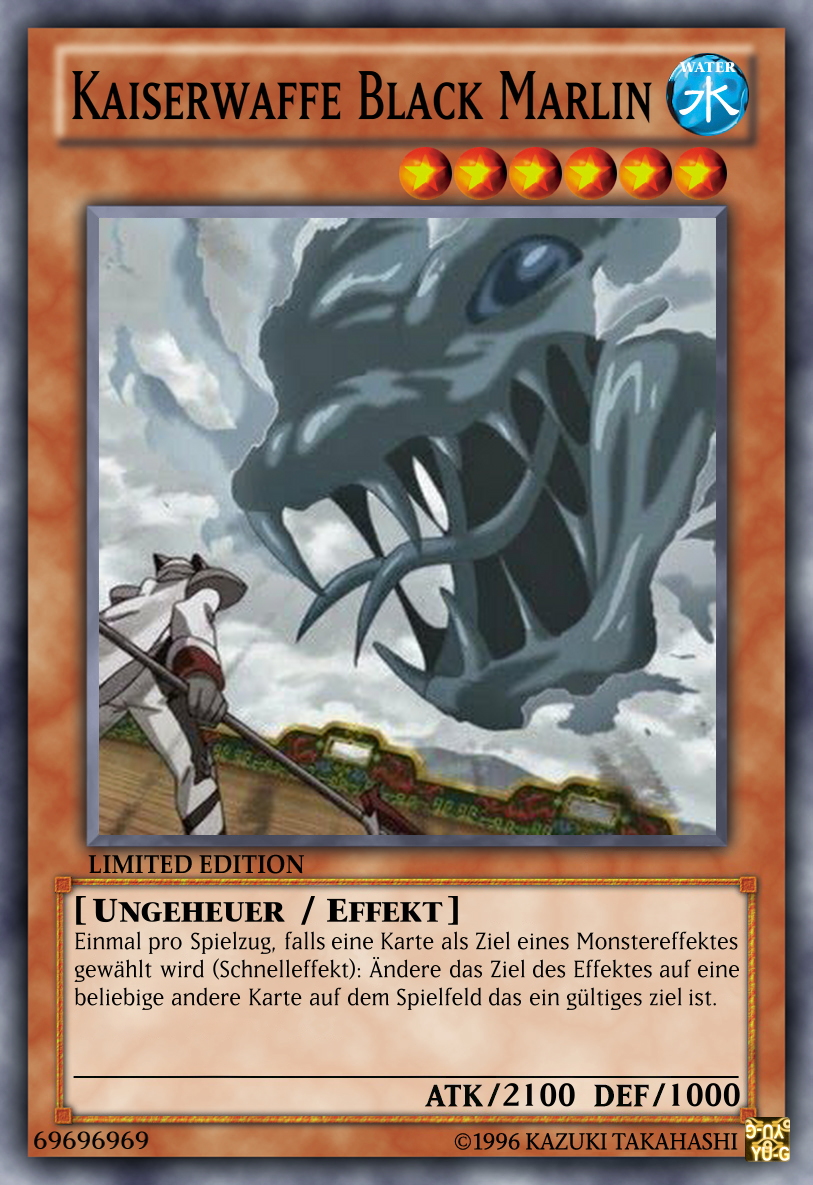 Kaiserwaffe Black Marlin
WATER
水
LIMITED EDITION
[ Ungeheuer / Effekt ]
Einmal pro Spielzug, falls eine Karte als Ziel eines Monstereffektes
gewählt wird (Schnelleffekt): Ändere das Ziel des Effektes auf eine
beliebige andere Karte auf dem Spielfeld das ein gültiges ziel ist.
ATK/2100 DEF/1000
69696969
©1996 KAZUKI TAKAHASHI